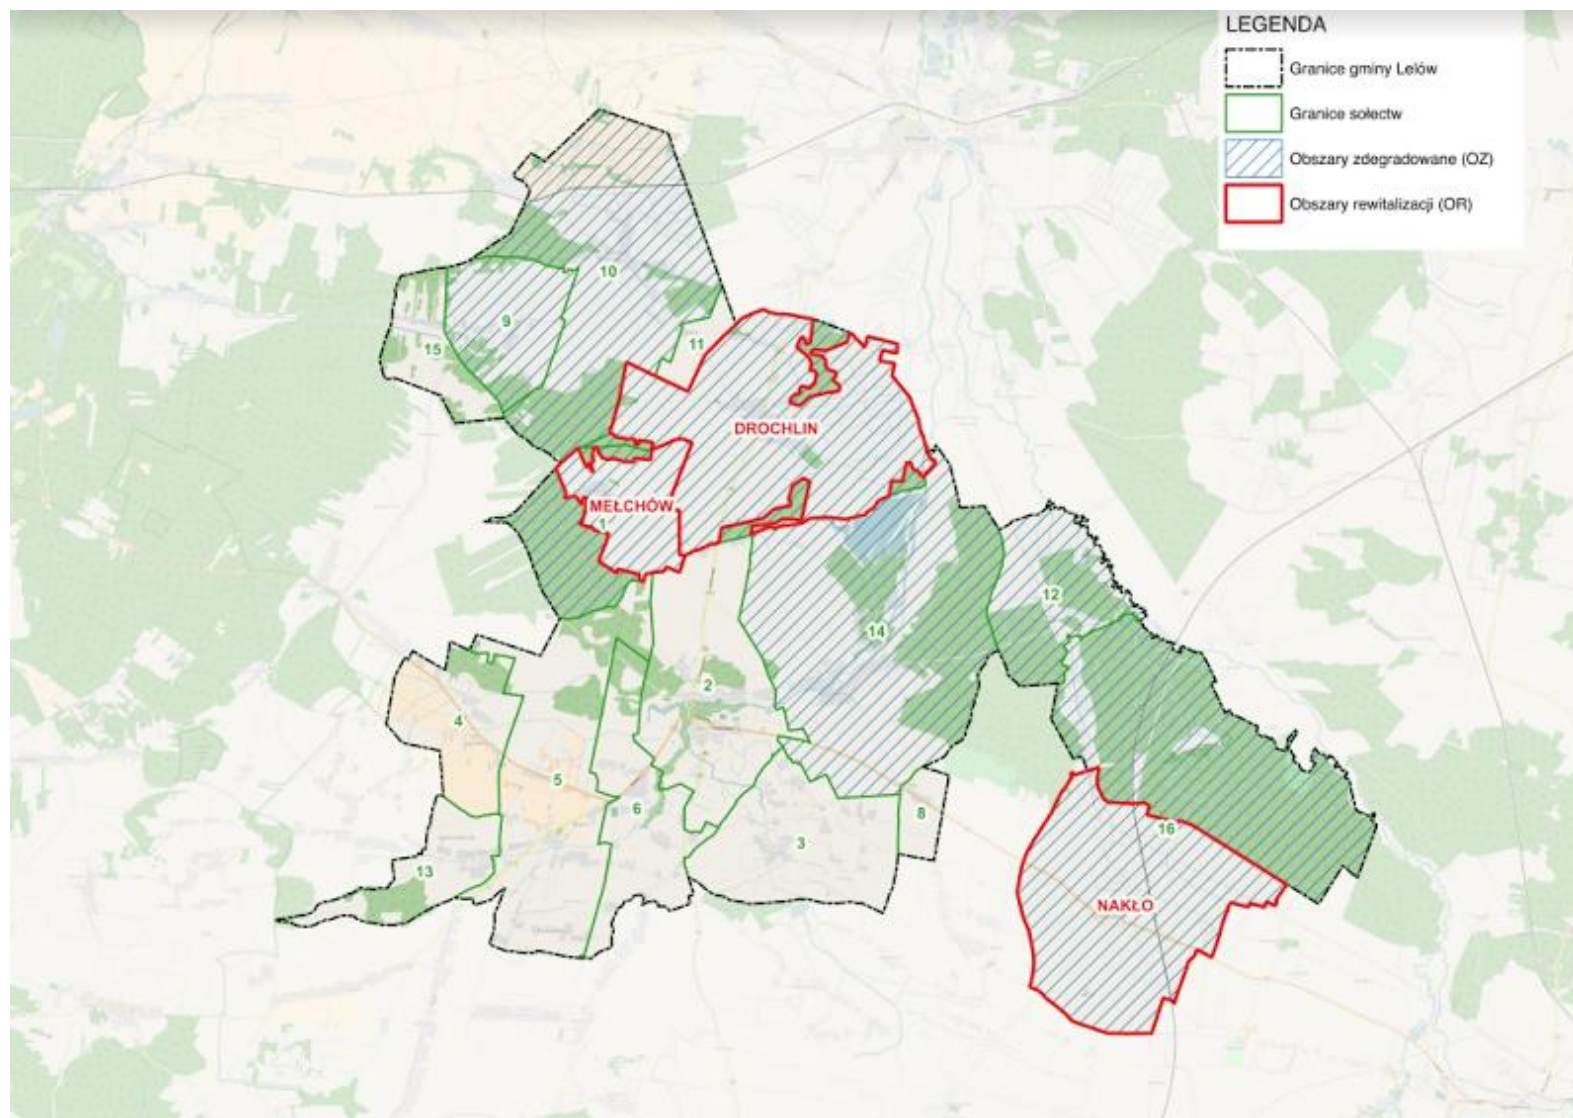 LEGENDA
Granice gminy Lelów
Granice sołectw
Obszary zdegradowane (OZ)
Obszary rewitalizacji (OR)
10
9
15
11
DROCHLIN
MEŁCHÓW
1
12
14
2
4
5
6
8
3
16
13
NAKŁO